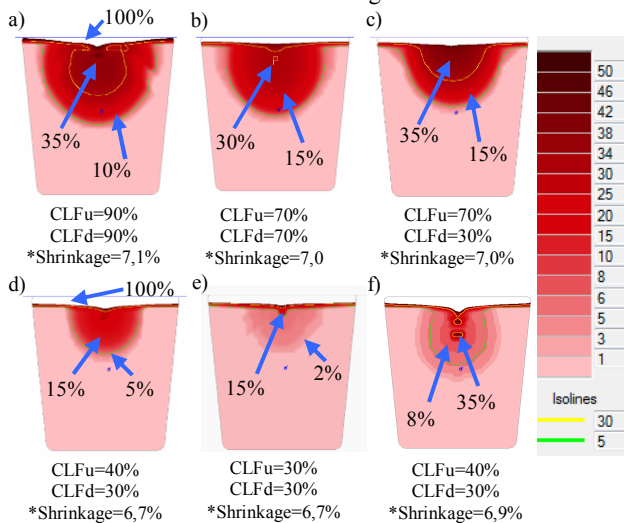 a)
100%
b)
c)
35%
10%
30%
15%
35%
15%
CLFu=90%
CLFd=90%
*Shrinkage=7,1%
CLFu=70%
CLFd=70%
*Shrinkage=7,0
CLFu=70%
CLFd=30%
*Shrinkage=7,0%
d)
100%
e)
f)
15%
5%
15%
2%
8%
35%
CLFu=40%
CLFd=30%
*Shrinkage=6,7%
CLFu=30%
CLFd=30%
*Shrinkage=6,7%
CLFu=40%
CLFd=30%
*Shrinkage=6,9%
50
46
42
38
34
30
25
20
15
10
8
6
5
3
1
Isolines
30
5